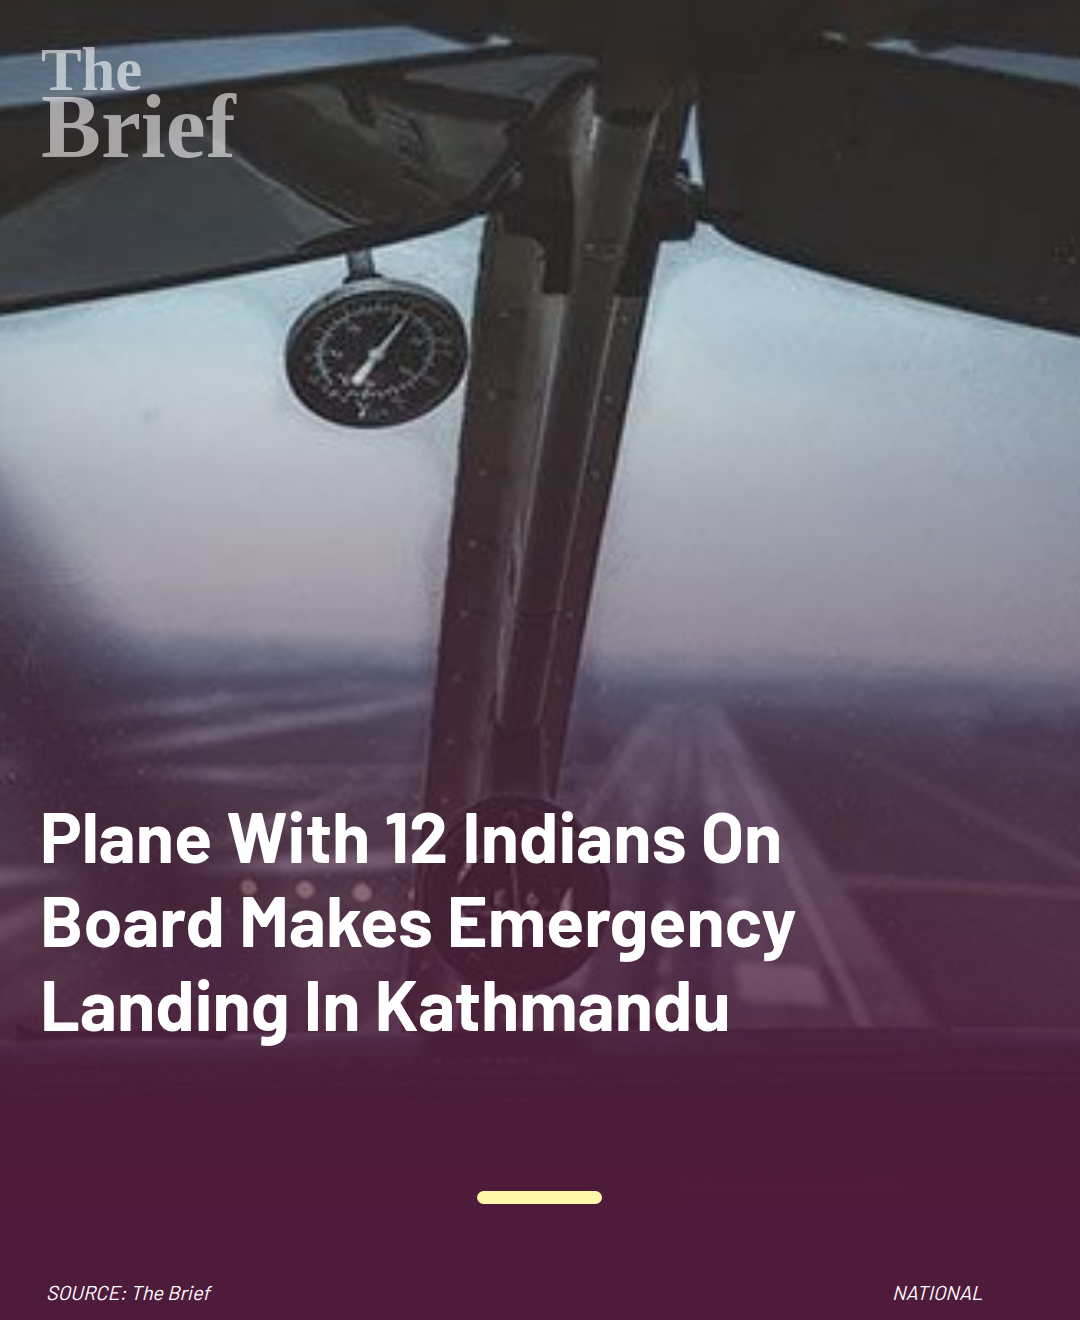 The
Brief
Plane With 12 Indians On
Board Makes Emergency
Landing In Kathmandu
SOURCE: The Brief
NATIONAL